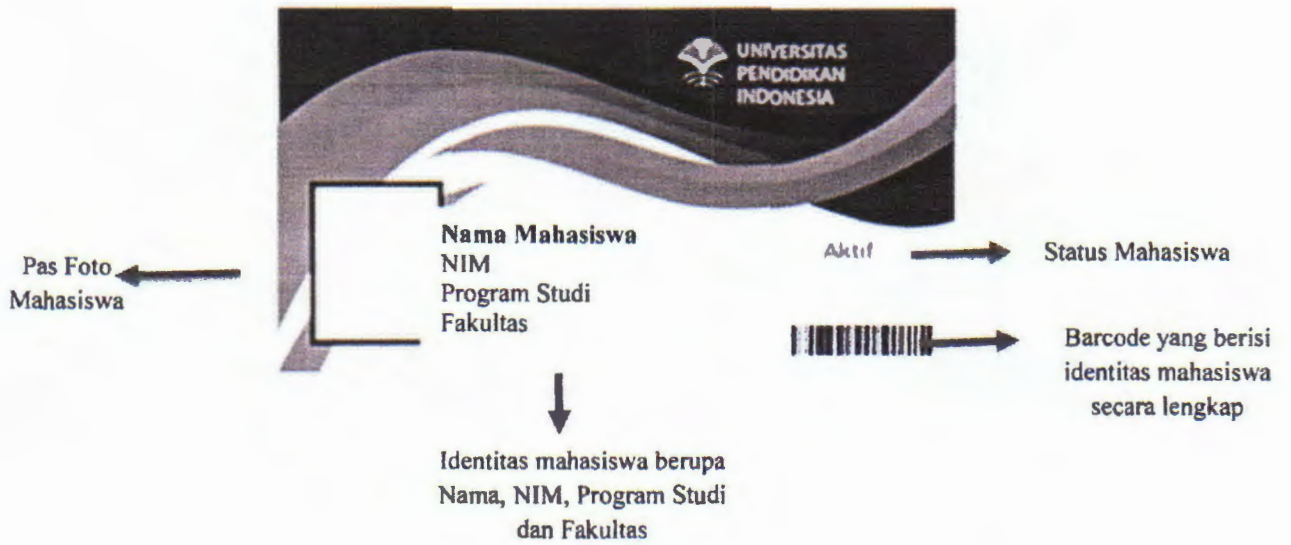 UNIVERSITAS
PENDIDIKAN
INDONESIA
Nama Mahasiswa
NIM
Program Studi
Fakultas
Aktif
Pas Foto
Mahasiswa
Status Mahasiswa
Barcode yang berisi
identitas mahasiswa
secara lengkap
Identitas mahasiswa berupa
Nama, NIM, Program Studi
dan Fakultas